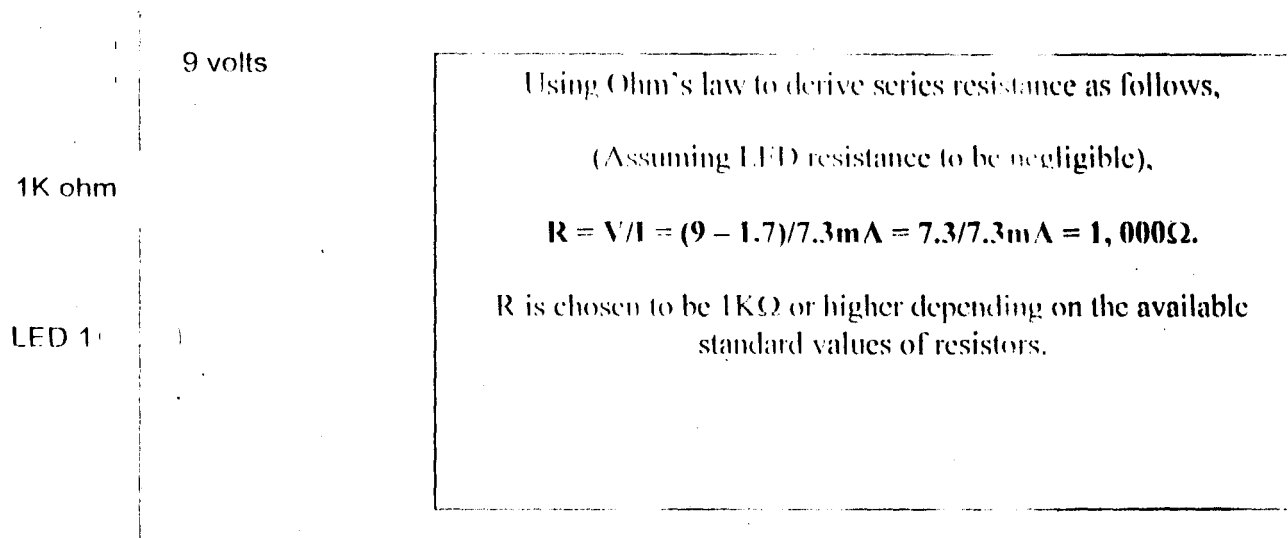 9 volts
1K ohm
LED 1
Using Ohm's law to derive series resistance as follows,
(Assuming LED resistance to be negligible),
R = V/I = (9 – 1.7)/7.3mA = 7.3/7.3mA = 1, 000Ω.
R is chosen to be 1KΩ or higher depending on the available
standard values of resistors.